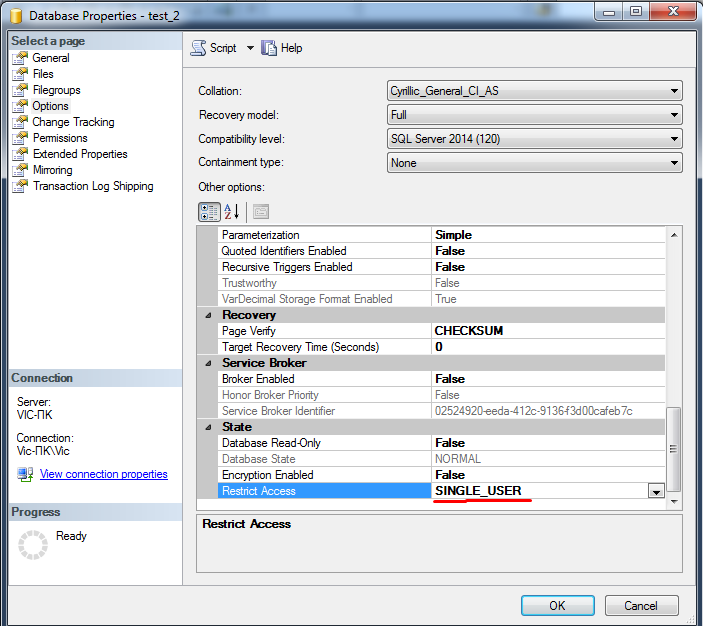 Database Properties - test_2
Select a page
General
Files
Filegroups
Options
Change Tracking
Permissions
Extended Properties
Mirroring
Transaction Log Shipping
Connection
Server:
VIC-ПК
Connection:
Vic-ПК\Vic
View connection properties
Progress
Ready
Script Help
Collation: Cyrillic_General_CI_AS
Recovery model: Full
Compatibility level: SQL Server 2014 (120)
Containment type: None
Other options:
Parameterization Simple
Quoted Identifiers Enabled False
Recursive Triggers Enabled False
Trustworthy False
VarDecimal Storage Format Enabled True
Recovery
Page Verify CHECKSUM
Target Recovery Time (Seconds) 0
Service Broker
Broker Enabled False
Honor Broker Priority False
Service Broker Identifier 02524920-eeda-412c-9136f3d00cafeb7c
State
Database Read-Only False
Database State NORMAL
Encryption Enabled False
Restrict Access SINGLE_USER
Restrict Access
OK Cancel